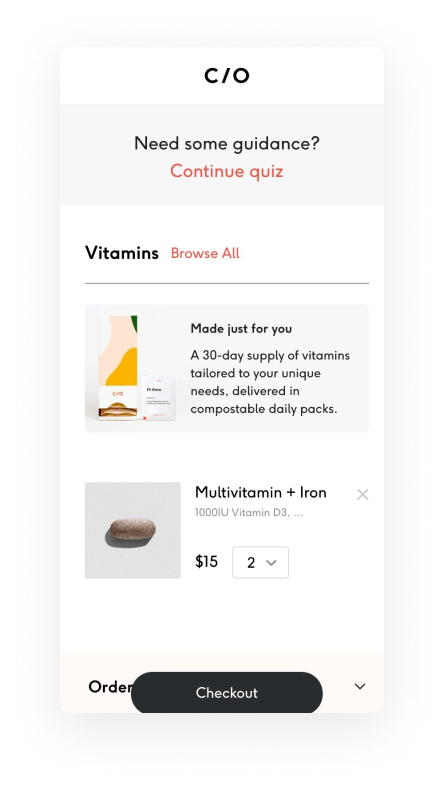 C/O
Need some guidance?
Continue quiz
Vitamins Browse All
Made just for you
A 30-day supply of vitamins
tailored to your unique
needs, delivered in
compostable daily packs.
C/O
Hi there.
Multivitamin + Iron
1000IU Vitamin D3, ...
$15 2
Order
Checkout